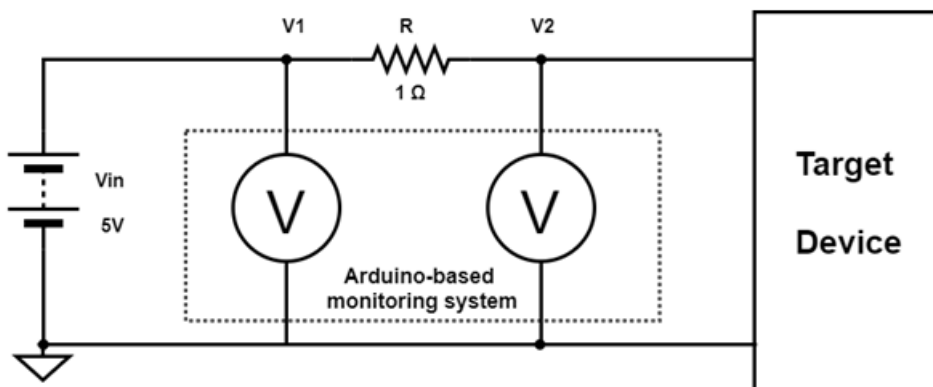 V1
R
V2
1 Ω
Vin
5V
V
V
Arduino-based
monitoring system
Target
Device